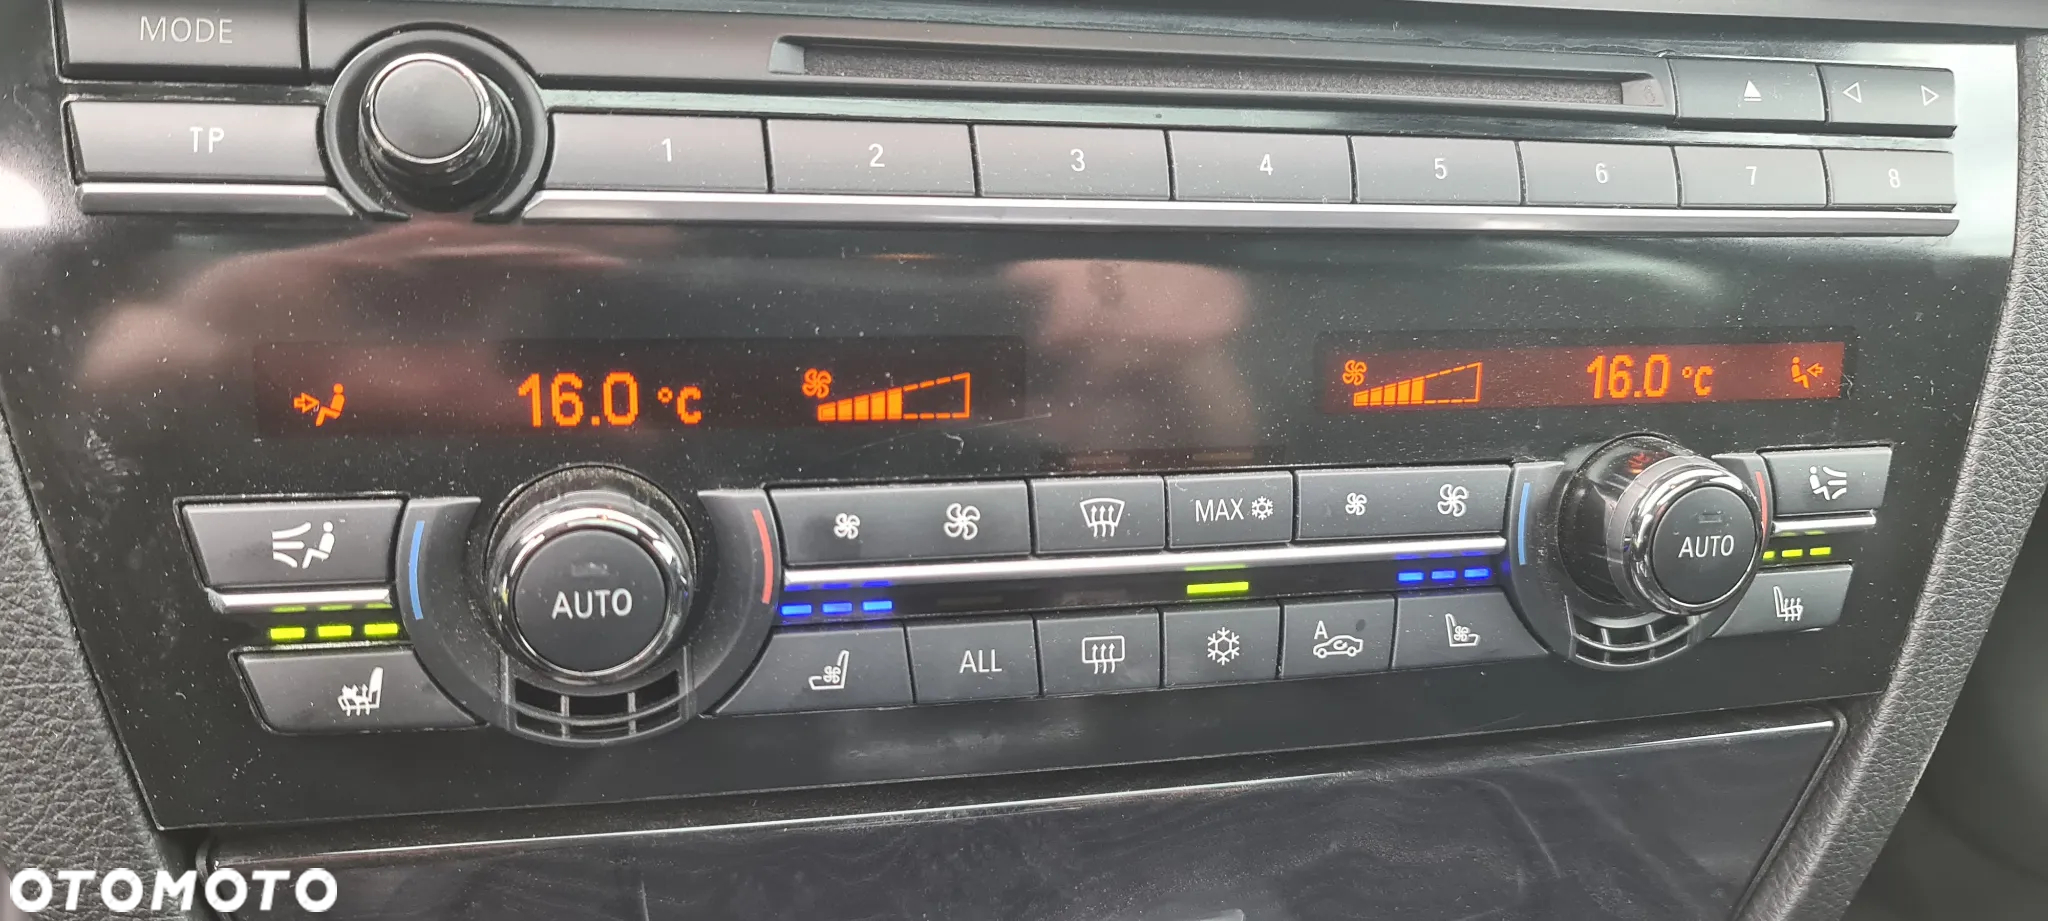 MODE
TP
1 2 3 4 5 6 7 8
16.0 °C
16.0 °C
MAX
AUTO
AUTO
ALL
A
OTOMOTO